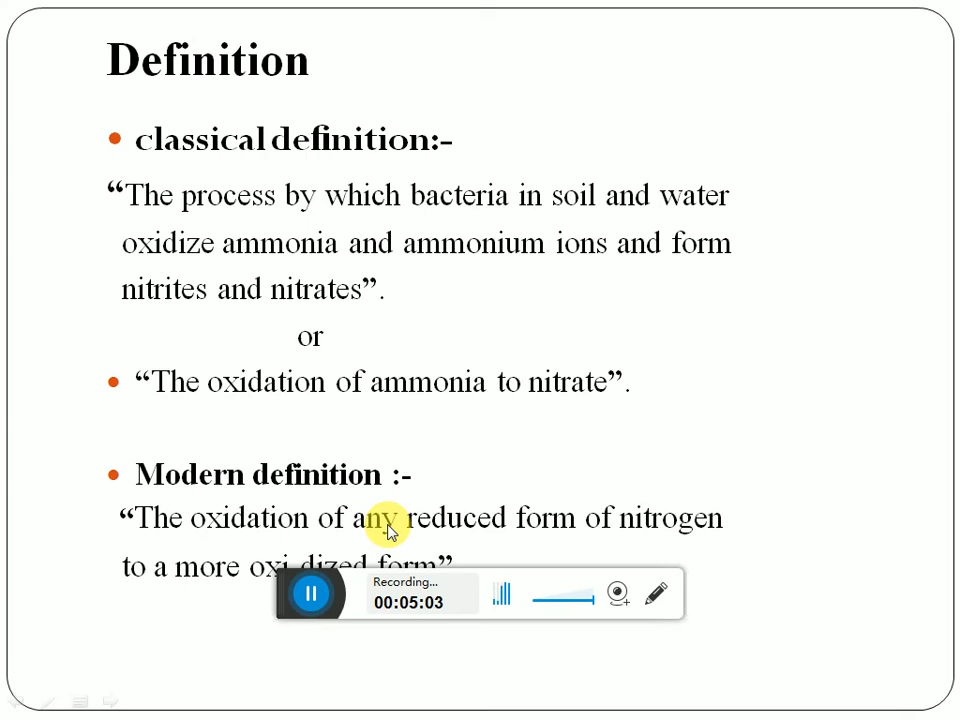 Definition
• classical definition:-
“The process by which bacteria in soil and water
oxidize ammonia and ammonium ions and form
nitrites and nitrates”.
or
• “The oxidation of ammonia to nitrate”.
• Modern definition :-
“The oxidation of any reduced form of nitrogen
to a more oxi-dized form”
Recording...
00:05:03